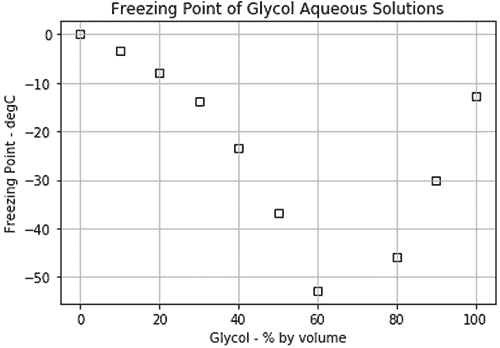 Freezing Point of Glycol Aqueous Solutions
0
−10
−20
−30
−40
−50
Freezing Point - degC
0 20 40 60 80 100
Glycol - % by volume